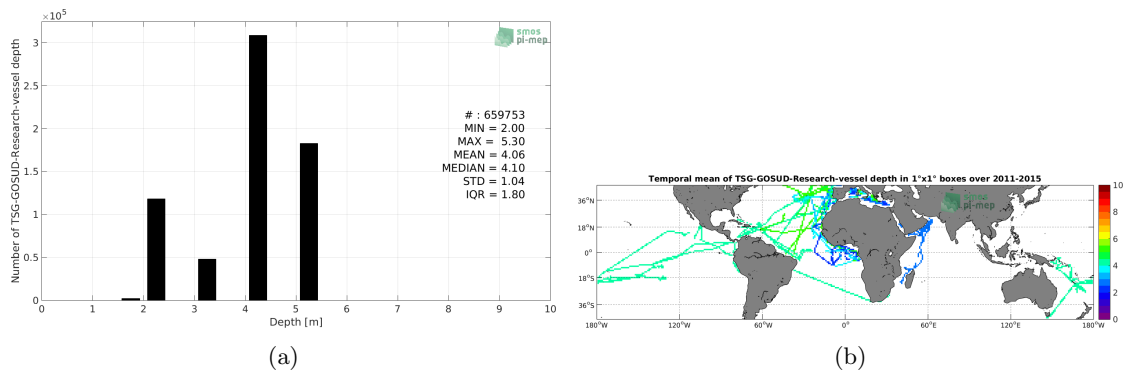 ×10⁵
3
2.5
2
1.5
1
0.5
0
Number of TSG-GOSUD-Research-vessel depth
smos
pi-mep
# : 659753
MIN = 2.00
MAX = 5.30
MEAN = 4.06
MEDIAN = 4.10
STD = 1.04
IQR = 1.80
0 1 2 3 4 5 6 7 8 9 10
Depth [m]
(a)
Temporal mean of TSG-GOSUD-Research-vessel depth in 1°x1° boxes over 2011-2015
smos
pi-mep
36°N
18°N
0°
18°S
36°S
180°W 120°W 60°W 0° 60°E 120°E 180°W
10
8
6
4
2
0
(b)